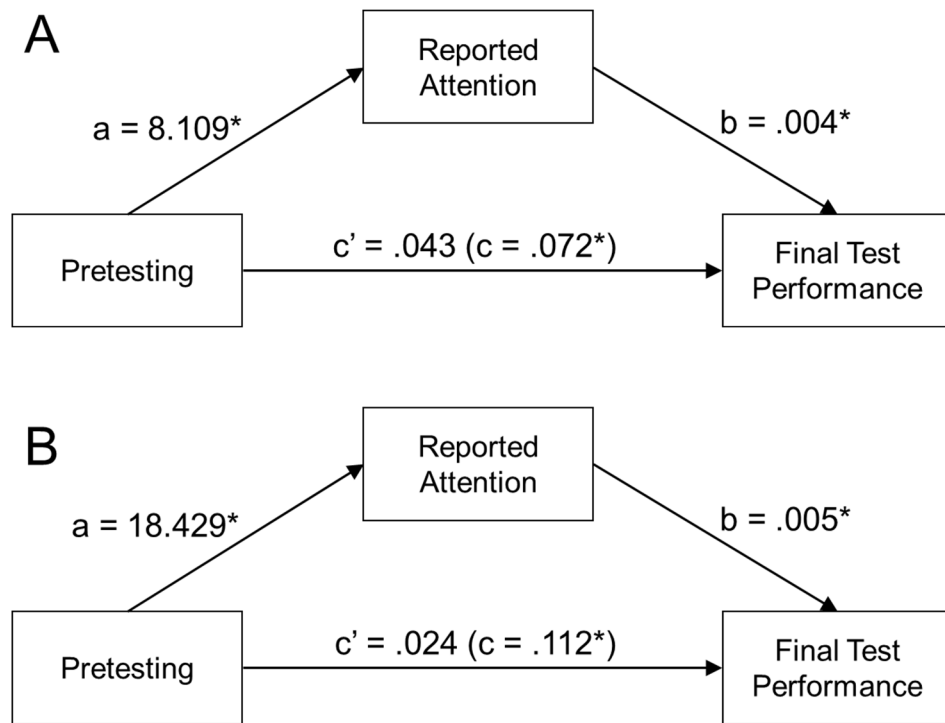 A
Reported
Attention
a = 8.109*
b = .004*
Pretesting
c’ = .043 (c = .072*)
Final Test
Performance
B
Reported
Attention
a = 18.429*
b = .005*
Pretesting
c’ = .024 (c = .112*)
Final Test
Performance